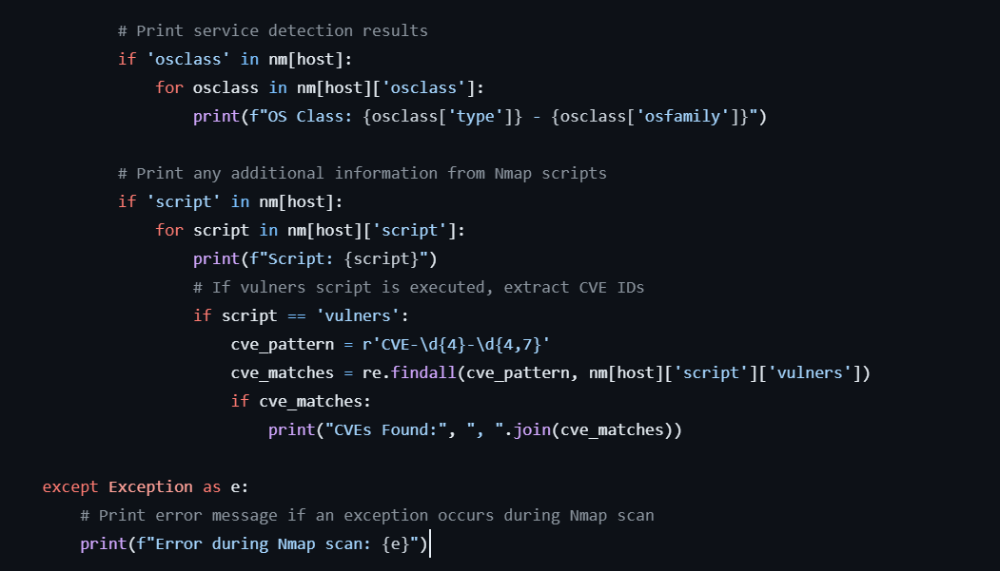 # Print service detection results
if 'osclass' in nm[host]:
for osclass in nm[host]['osclass']:
print(f"OS Class: {osclass['type']} - {osclass['osfamily']}")
# Print any additional information from Nmap scripts
if 'script' in nm[host]:
for script in nm[host]['script']:
print(f"Script: {script}")
# If vulners script is executed, extract CVE IDs
if script == 'vulners':
cve_pattern = r'CVE-\d{4}-\d{4,7}'
cve_matches = re.findall(cve_pattern, nm[host]['script']['vulners'])
if cve_matches:
print("CVEs Found:", ", ".join(cve_matches))
except Exception as e:
# Print error message if an exception occurs during Nmap scan
print(f"Error during Nmap scan: {e}")